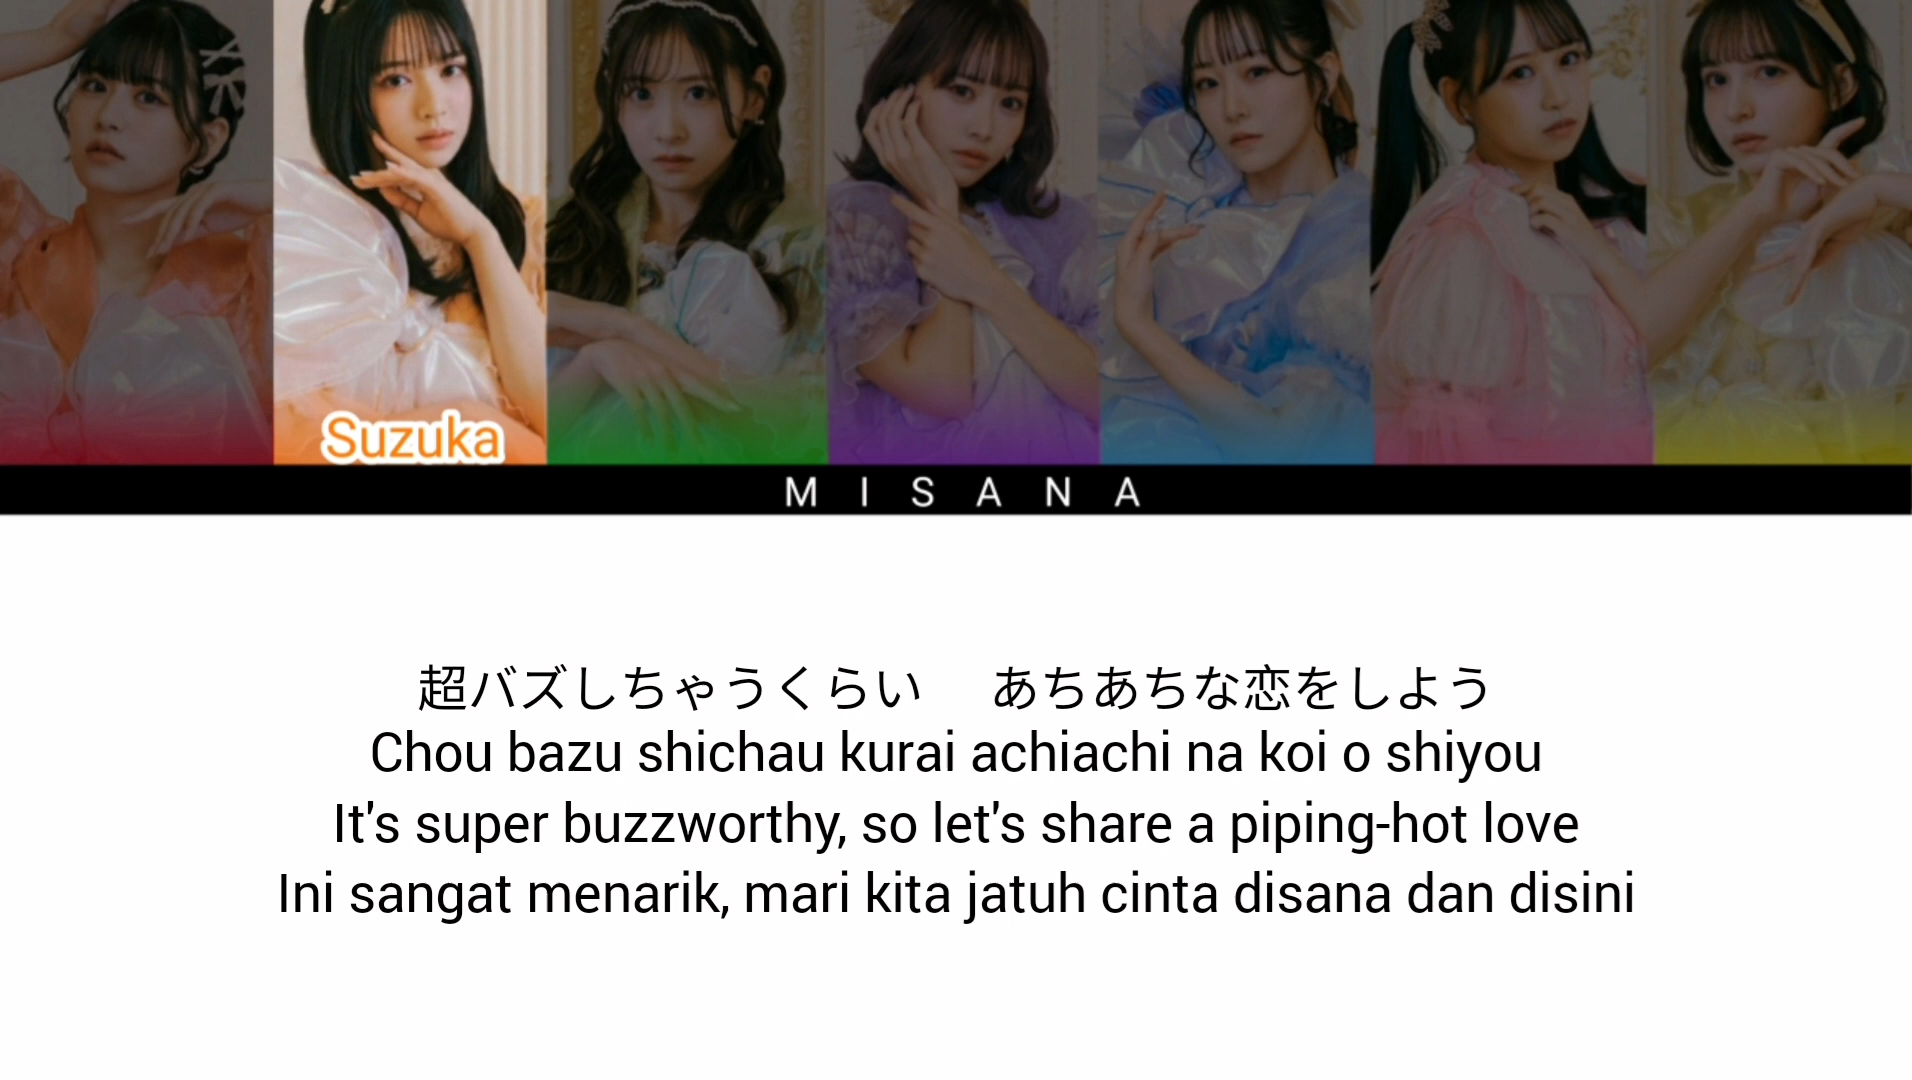 Suzuka
MISANA
超バズしちゃうくらい　あちあちな恋をしよう
Chou bazu shichau kurai achiachi na koi o shiyou
It's super buzzworthy, so let's share a piping-hot love
Ini sangat menarik, mari kita jatuh cinta disana dan disini